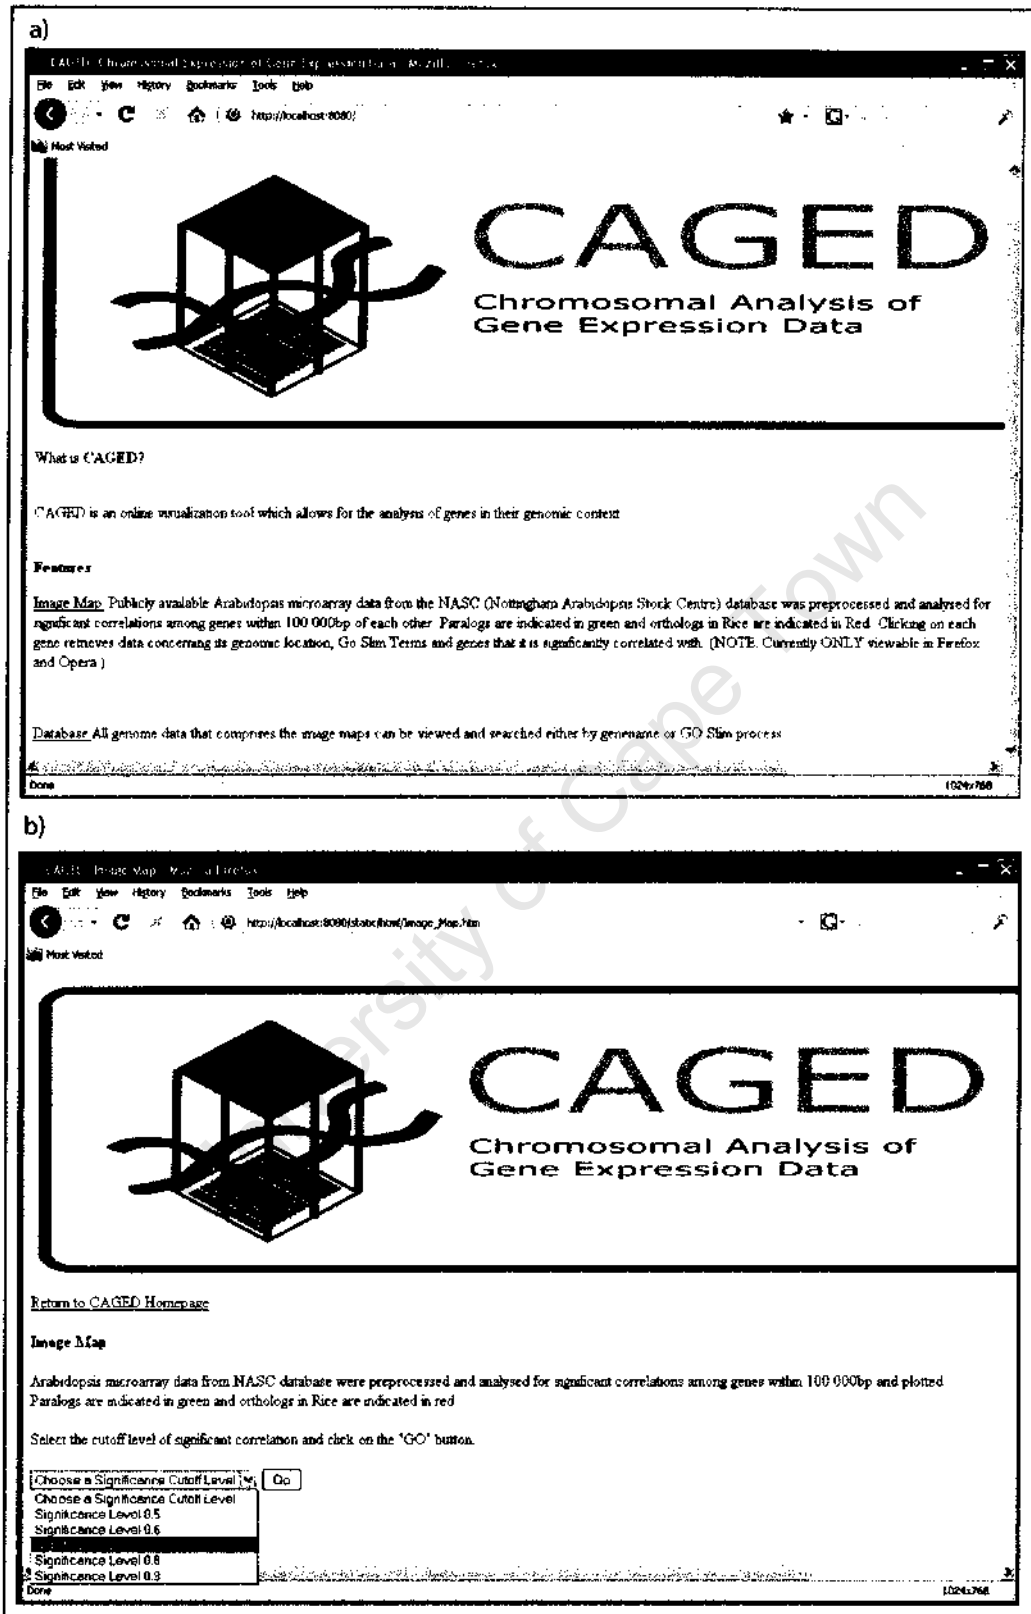 a)
File Edit View History Bookmarks Tools Help
http://localhost:8080/
Most Visited
CAGED
Chromosomal Analysis of
Gene Expression Data
What is CAGED?
CAGED is an online visualization tool which allows for the analysis of genes in their genomic context
Features
Image Map Publicly available Arabidopsis microarray data from the NASC (Nottingham Arabidopsis Stock Centre) database was preprocessed and analysed for
significant correlations among genes within 100 000bp of each other. Paralogs are indicated in green and orthologs in Rice are indicated in Red. Clicking on each
gene retrieves data concerning its genomic location, Go Slim Terms and genes that it is significantly correlated with. (NOTE. Currently ONLY viewable in Firefox
and Opera )
Database All genome data that comprises the image maps can be viewed and searched either by genename or GO Slim process
Done 1024x768
b)
CAGED Image Map Mozilla Firefox
File Edit View History Bookmarks Tools Help
http://localhost:8080/static/html/Image_Map.htm
Most Visited
CAGED
Chromosomal Analysis of
Gene Expression Data
Return to CAGED Homepage
Image Map
Arabidopsis microarray data from NASC database were preprocessed and analysed for significant correlations among genes within 100 000bp and plotted
Paralogs are indicated in green and orthologs in Rice are indicated in red
Select the cutoff level of significant correlation and click on the "GO" button.
Choose a Significance Cutoff Level Go
Choose a Significance Cutoff Level
Significance Level 0.5
Significance Level 0.6
Significance Level 0.8
Significance Level 0.9
Done 1024x768
University of Cape Town